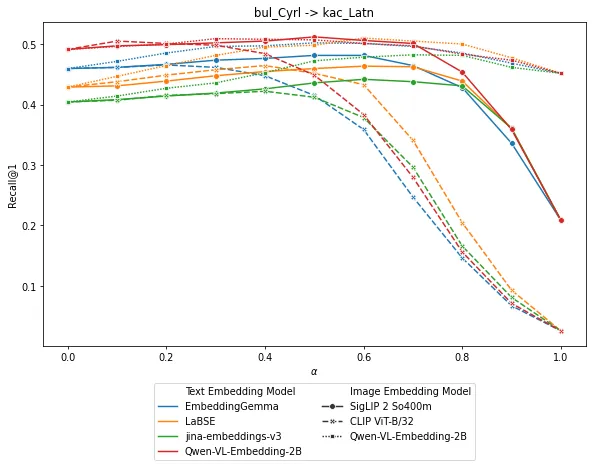 bul_Cyrl -> kac_Latn
Recall@1
0.5
0.4
0.3
0.2
0.1
0.0 0.2 0.4 0.6 0.8 1.0
α
Text Embedding Model Image Embedding Model
EmbeddingGemma SigLIP 2 So400m
LaBSE CLIP ViT-B/32
jina-embeddings-v3 Qwen-VL-Embedding-2B
Qwen-VL-Embedding-2B